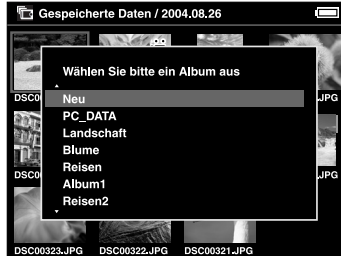 Gespeicherte Daten / 2004.08.26
Wählen Sie bitte ein Album aus
Neu
PC_DATA
Landschaft
Blume
Reisen
Album1
Reisen2
DSC00323.JPG DSC00322.JPG DSC00321.JPG